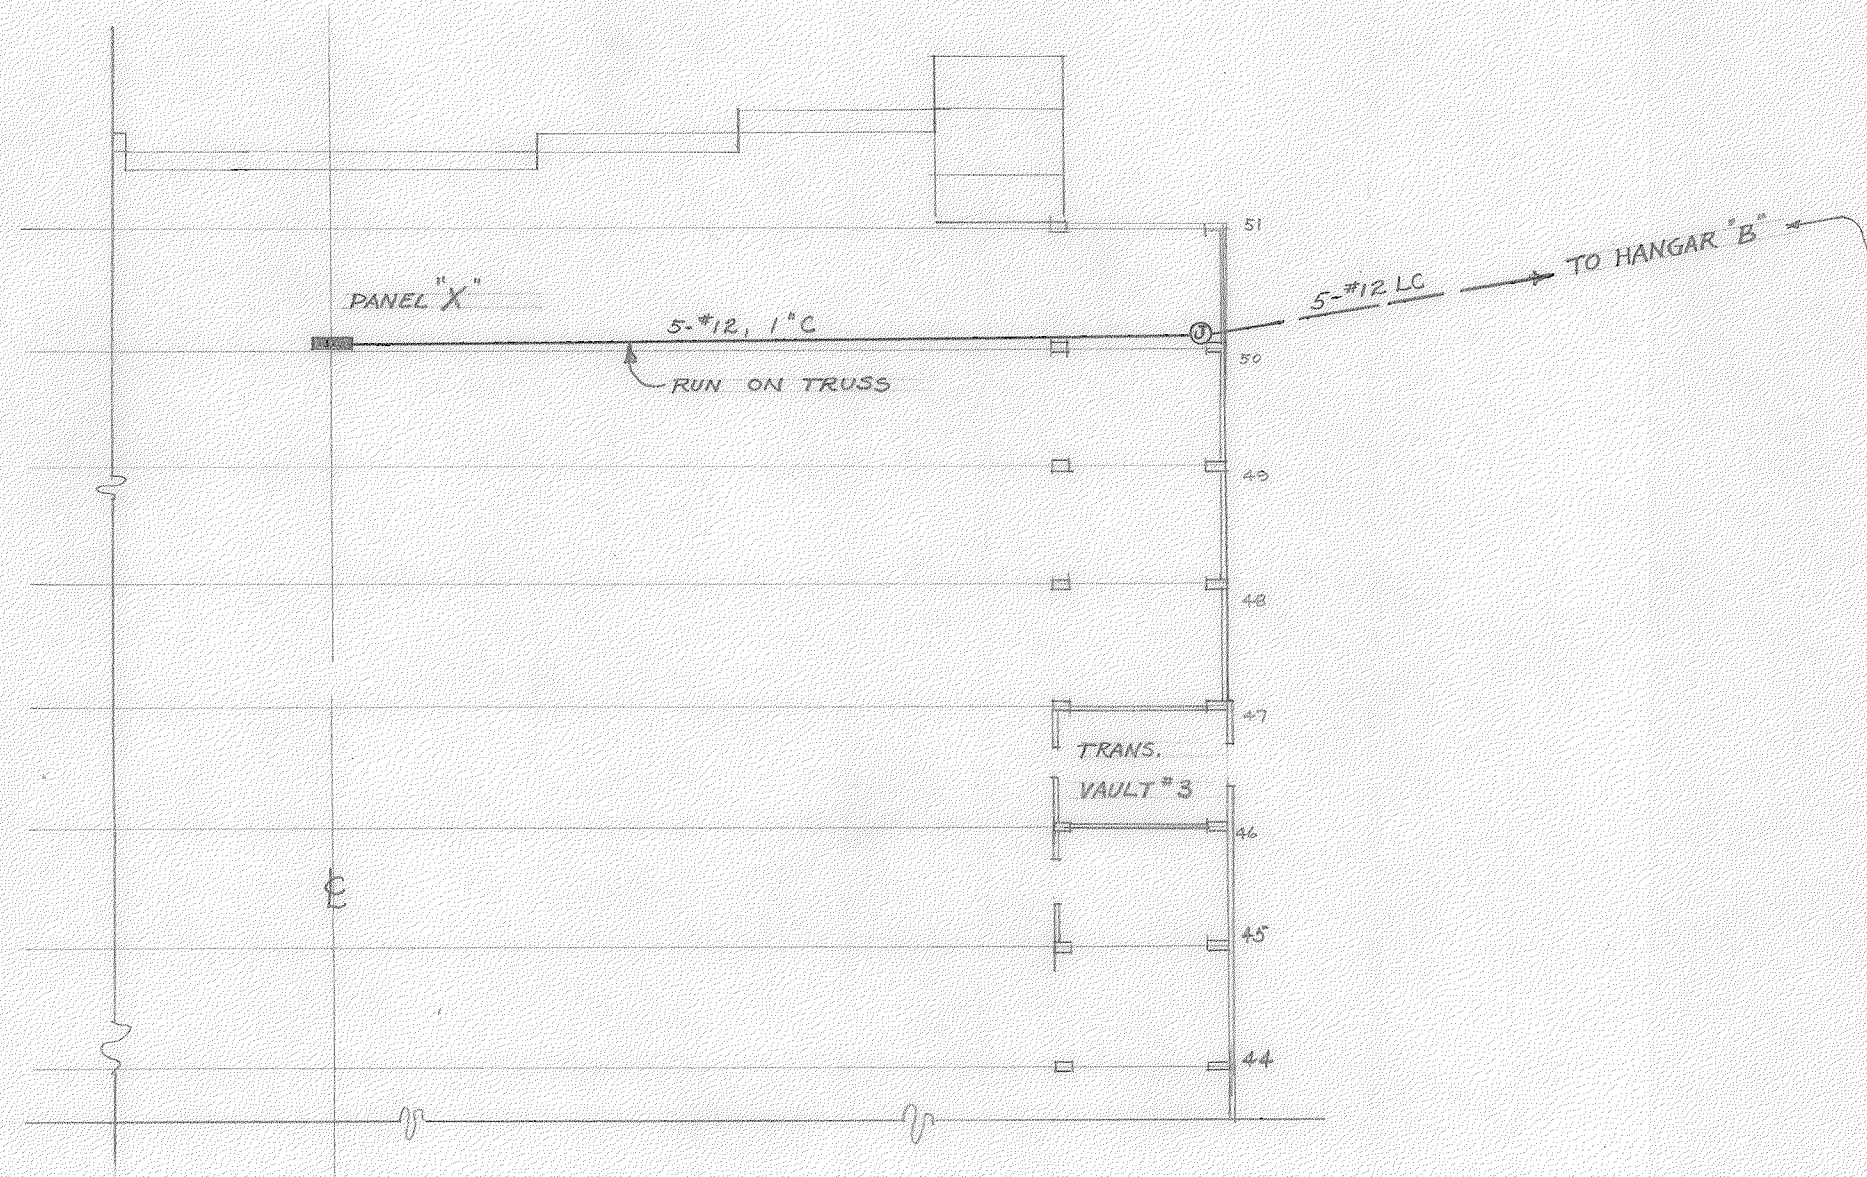 51
TO HANGAR "B"
5-#12 LC
PANEL "X"
5-#12, 1"C
J
50
RUN ON TRUSS
49
48
47
TRANS.
VAULT #3
46
℄
45
44